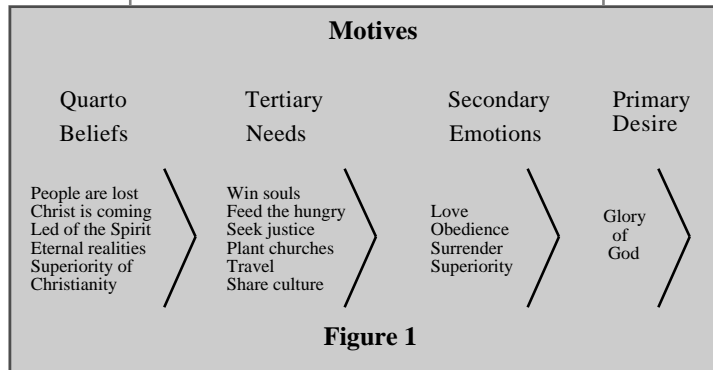 Motives
Quarto
Beliefs
People are lost
Christ is coming
Led of the Spirit
Eternal realities
Superiority of
Christianity
Tertiary
Needs
Win souls
Feed the hungry
Seek justice
Plant churches
Travel
Share culture
Secondary
Emotions
Love
Obedience
Surrender
Superiority
Primary
Desire
Glory
of
God
Figure 1